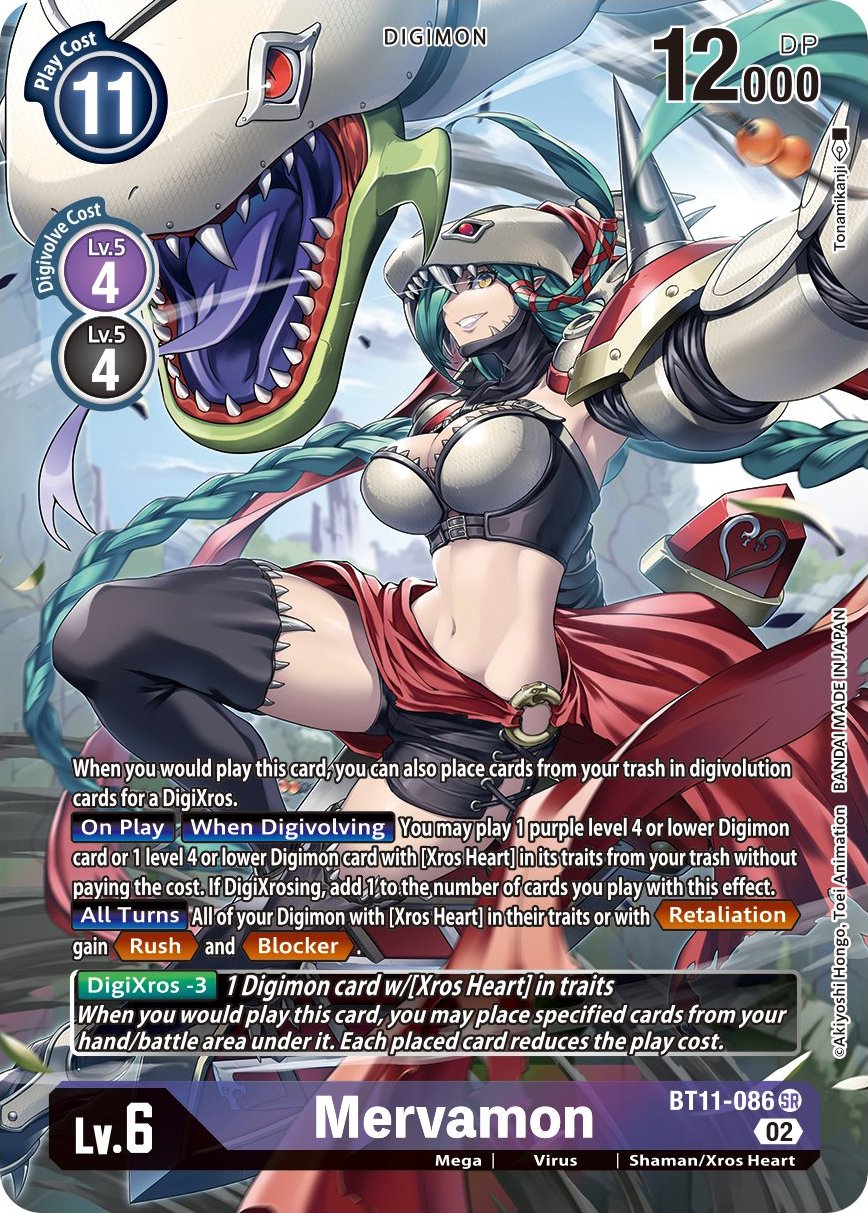 DIGIMON
Play Cost
11
12000
DP
Digivolve Cost
Lv.5
4
Lv.5
4
Tonamikanji
When you would play this card, you can also place cards from your trash in digivolution
cards for a DigiXros.
On Play When Digivolving You may play 1 purple level 4 or lower Digimon
card or 1 level 4 or lower Digimon card with [Xros Heart] in its traits from your trash without
paying the cost. If DigiXrosing, add 1 to the number of cards you play with this effect.
All Turns All of your Digimon with [Xros Heart] in their traits or with Retaliation
gain Rush and Blocker.
DigiXros -3 1 Digimon card w/[Xros Heart] in traits
When you would play this card, you may place specified cards from your
hand/battle area under it. Each placed card reduces the play cost.
©Akiyoshi Hongo, Toei Animation BANDAI MADE IN JAPAN
Lv.6
Mervamon
BT11-086 SR
02
Mega | Virus | Shaman/Xros Heart